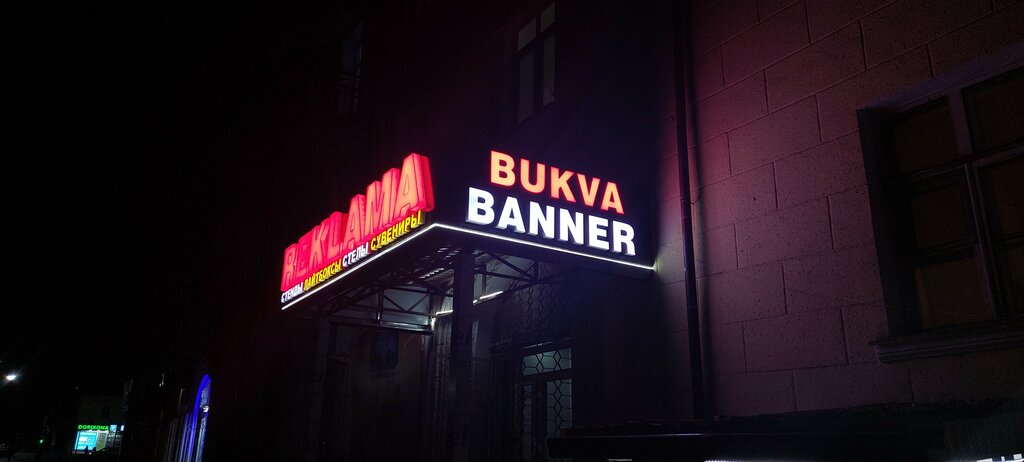 REKLAMA
СТЕНДЫ ЛАЙТБОКСЫ СТЕЛЫ СУВЕНИРЫ
BUKVA
BANNER
DORIXONA